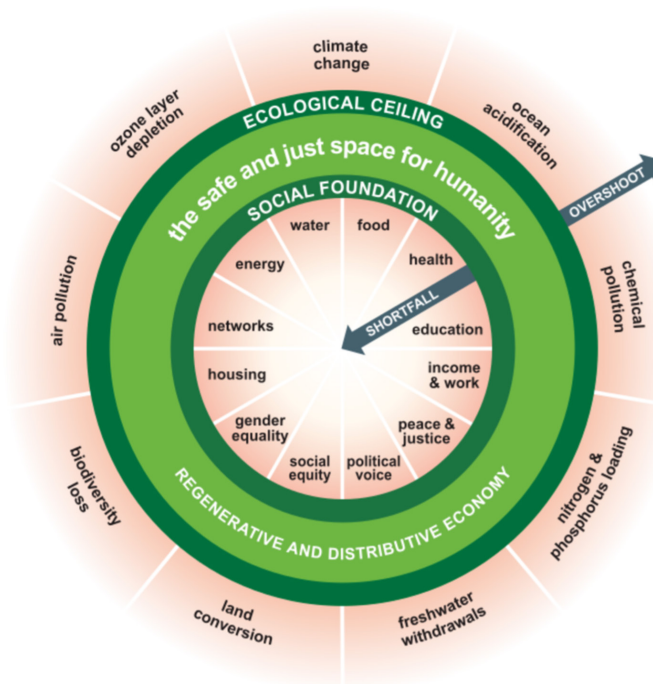 climate
change
ocean
acidification
chemical
pollution
nitrogen &
phosphorus loading
freshwater
withdrawals
land
conversion
biodiversity
loss
air pollution
ozone layer
depletion
ECOLOGICAL CEILING
the safe and just space for humanity
SOCIAL FOUNDATION
OVERSHOOT
SHORTFALL
water
food
health
education
income
& work
peace &
justice
political
voice
social
equity
gender
equality
housing
networks
energy
REGENERATIVE AND DISTRIBUTIVE ECONOMY